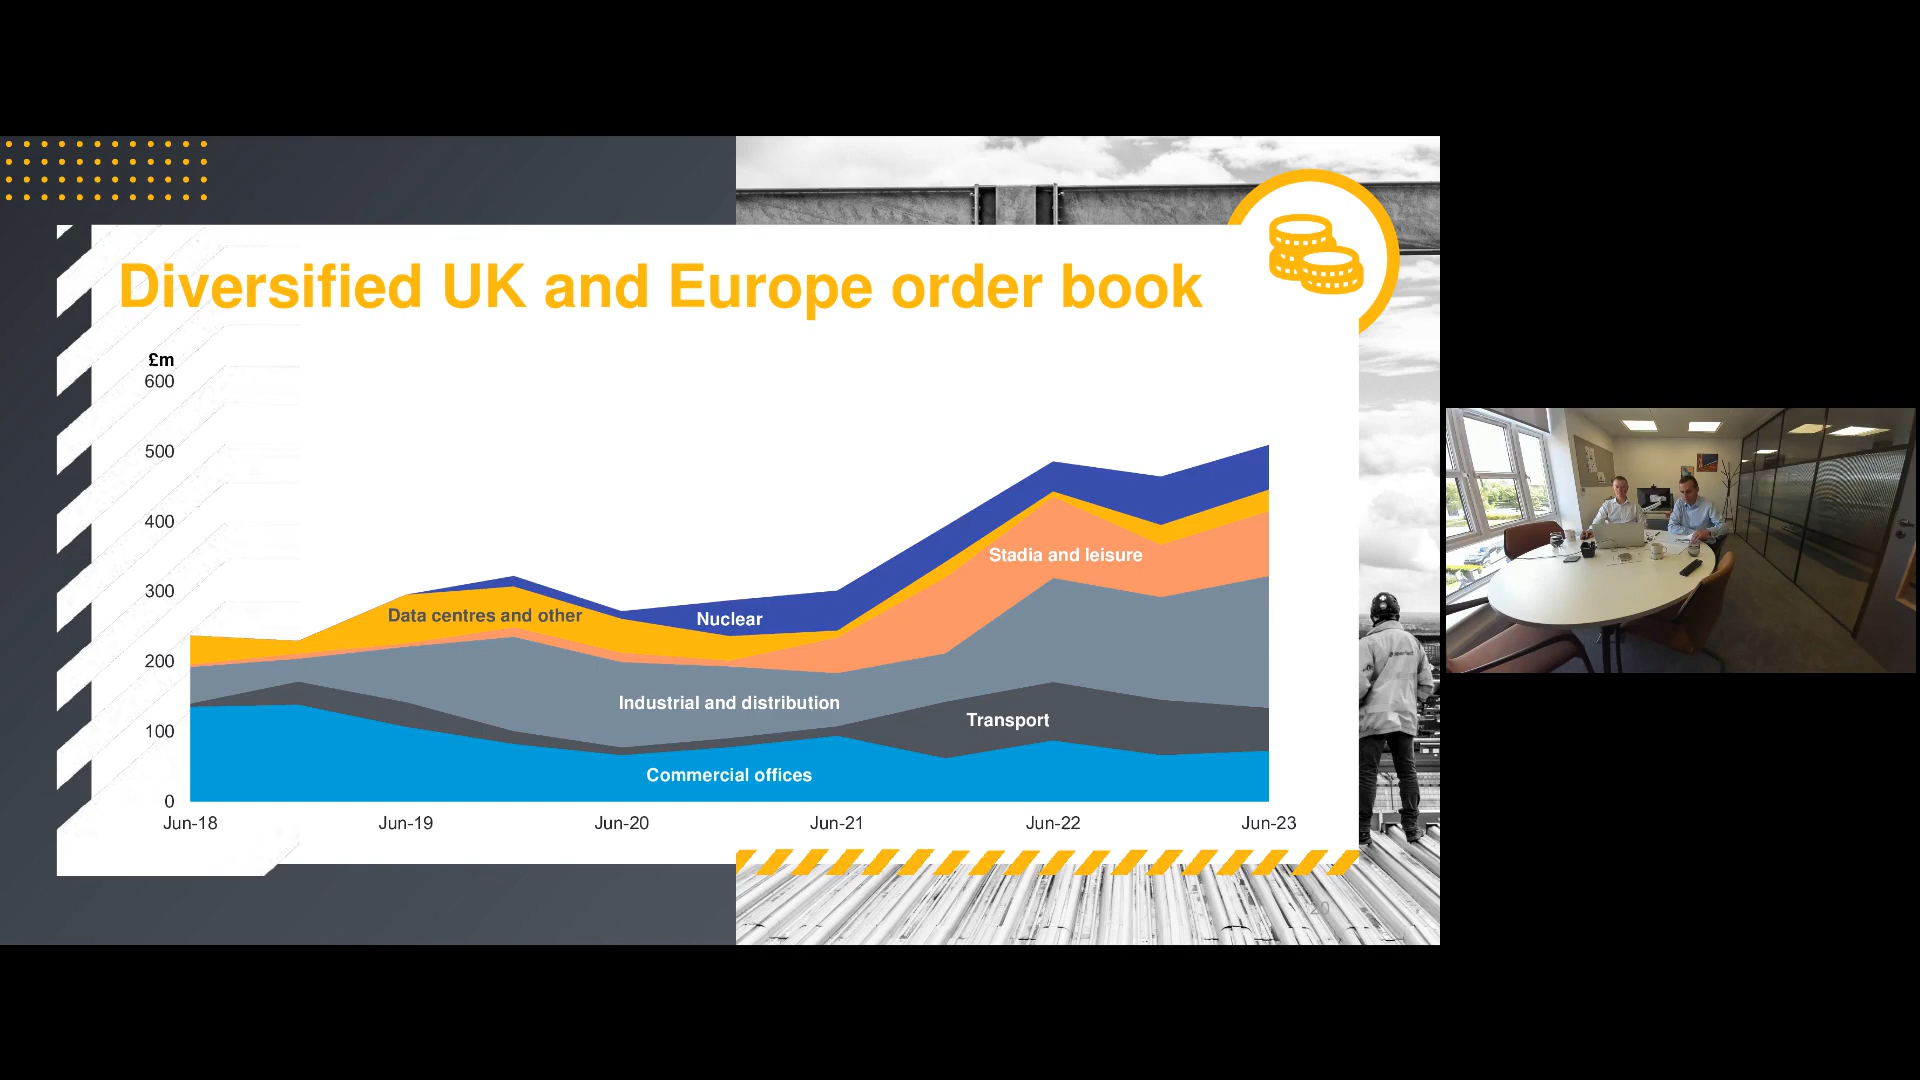 Diversified UK and Europe order book
£m
600
500
400
300
200
100
0
Data centres and other
Nuclear
Stadia and leisure
Industrial and distribution
Transport
Commercial offices
Jun-18
Jun-19
Jun-20
Jun-21
Jun-22
Jun-23
20